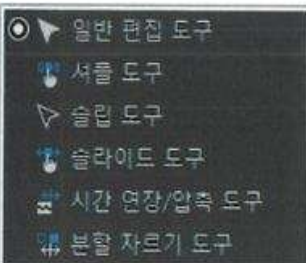 일반 편집 도구
셔플 도구
슬립 도구
슬라이드 도구
시간 연장/압축 도구
분할 자르기 도구